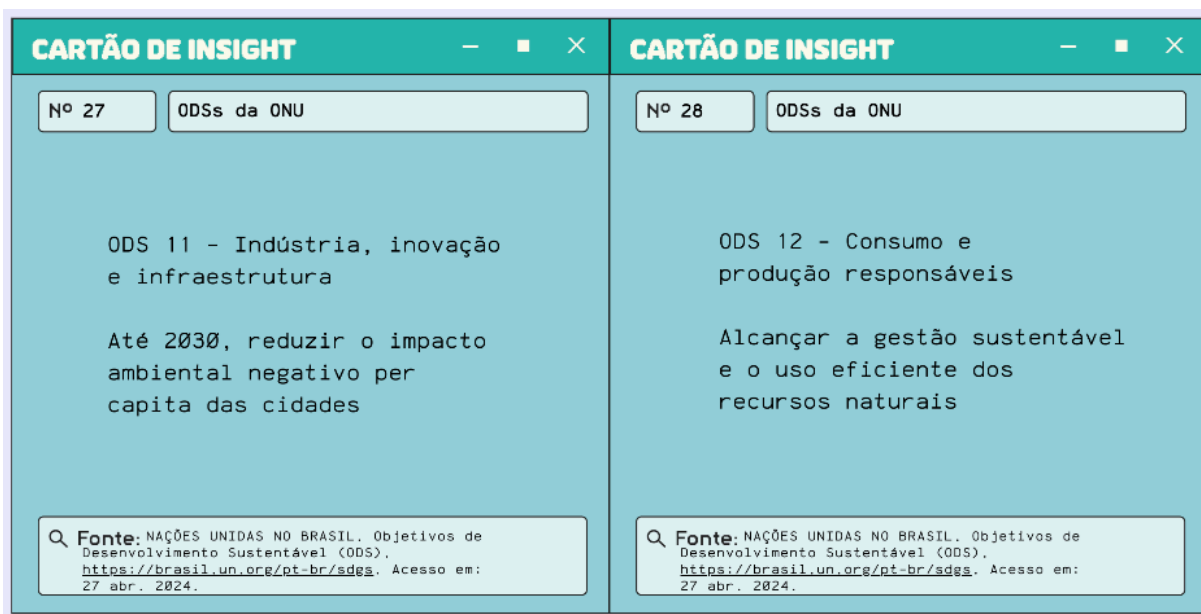 CARTÃO DE INSIGHT
Nº 27
ODSs da ONU
ODS 11 – Indústria, inovação
e infraestrutura
Até 2030, reduzir o impacto
ambiental negativo per
capita das cidades
Fonte: NAÇÕES UNIDAS NO BRASIL. Objetivos de
Desenvolvimento Sustentável (ODS).
https://brasil.un.org/pt-br/sdgs. Acesso em:
27 abr. 2024.
CARTÃO DE INSIGHT
Nº 28
ODSs da ONU
ODS 12 - Consumo e
produção responsáveis
Alcançar a gestão sustentável
e o uso eficiente dos
recursos naturais
Fonte: NAÇÕES UNIDAS NO BRASIL. Objetivos de
Desenvolvimento Sustentável (ODS).
https://brasil.un.org/pt-br/sdgs. Acesso em:
27 abr. 2024.